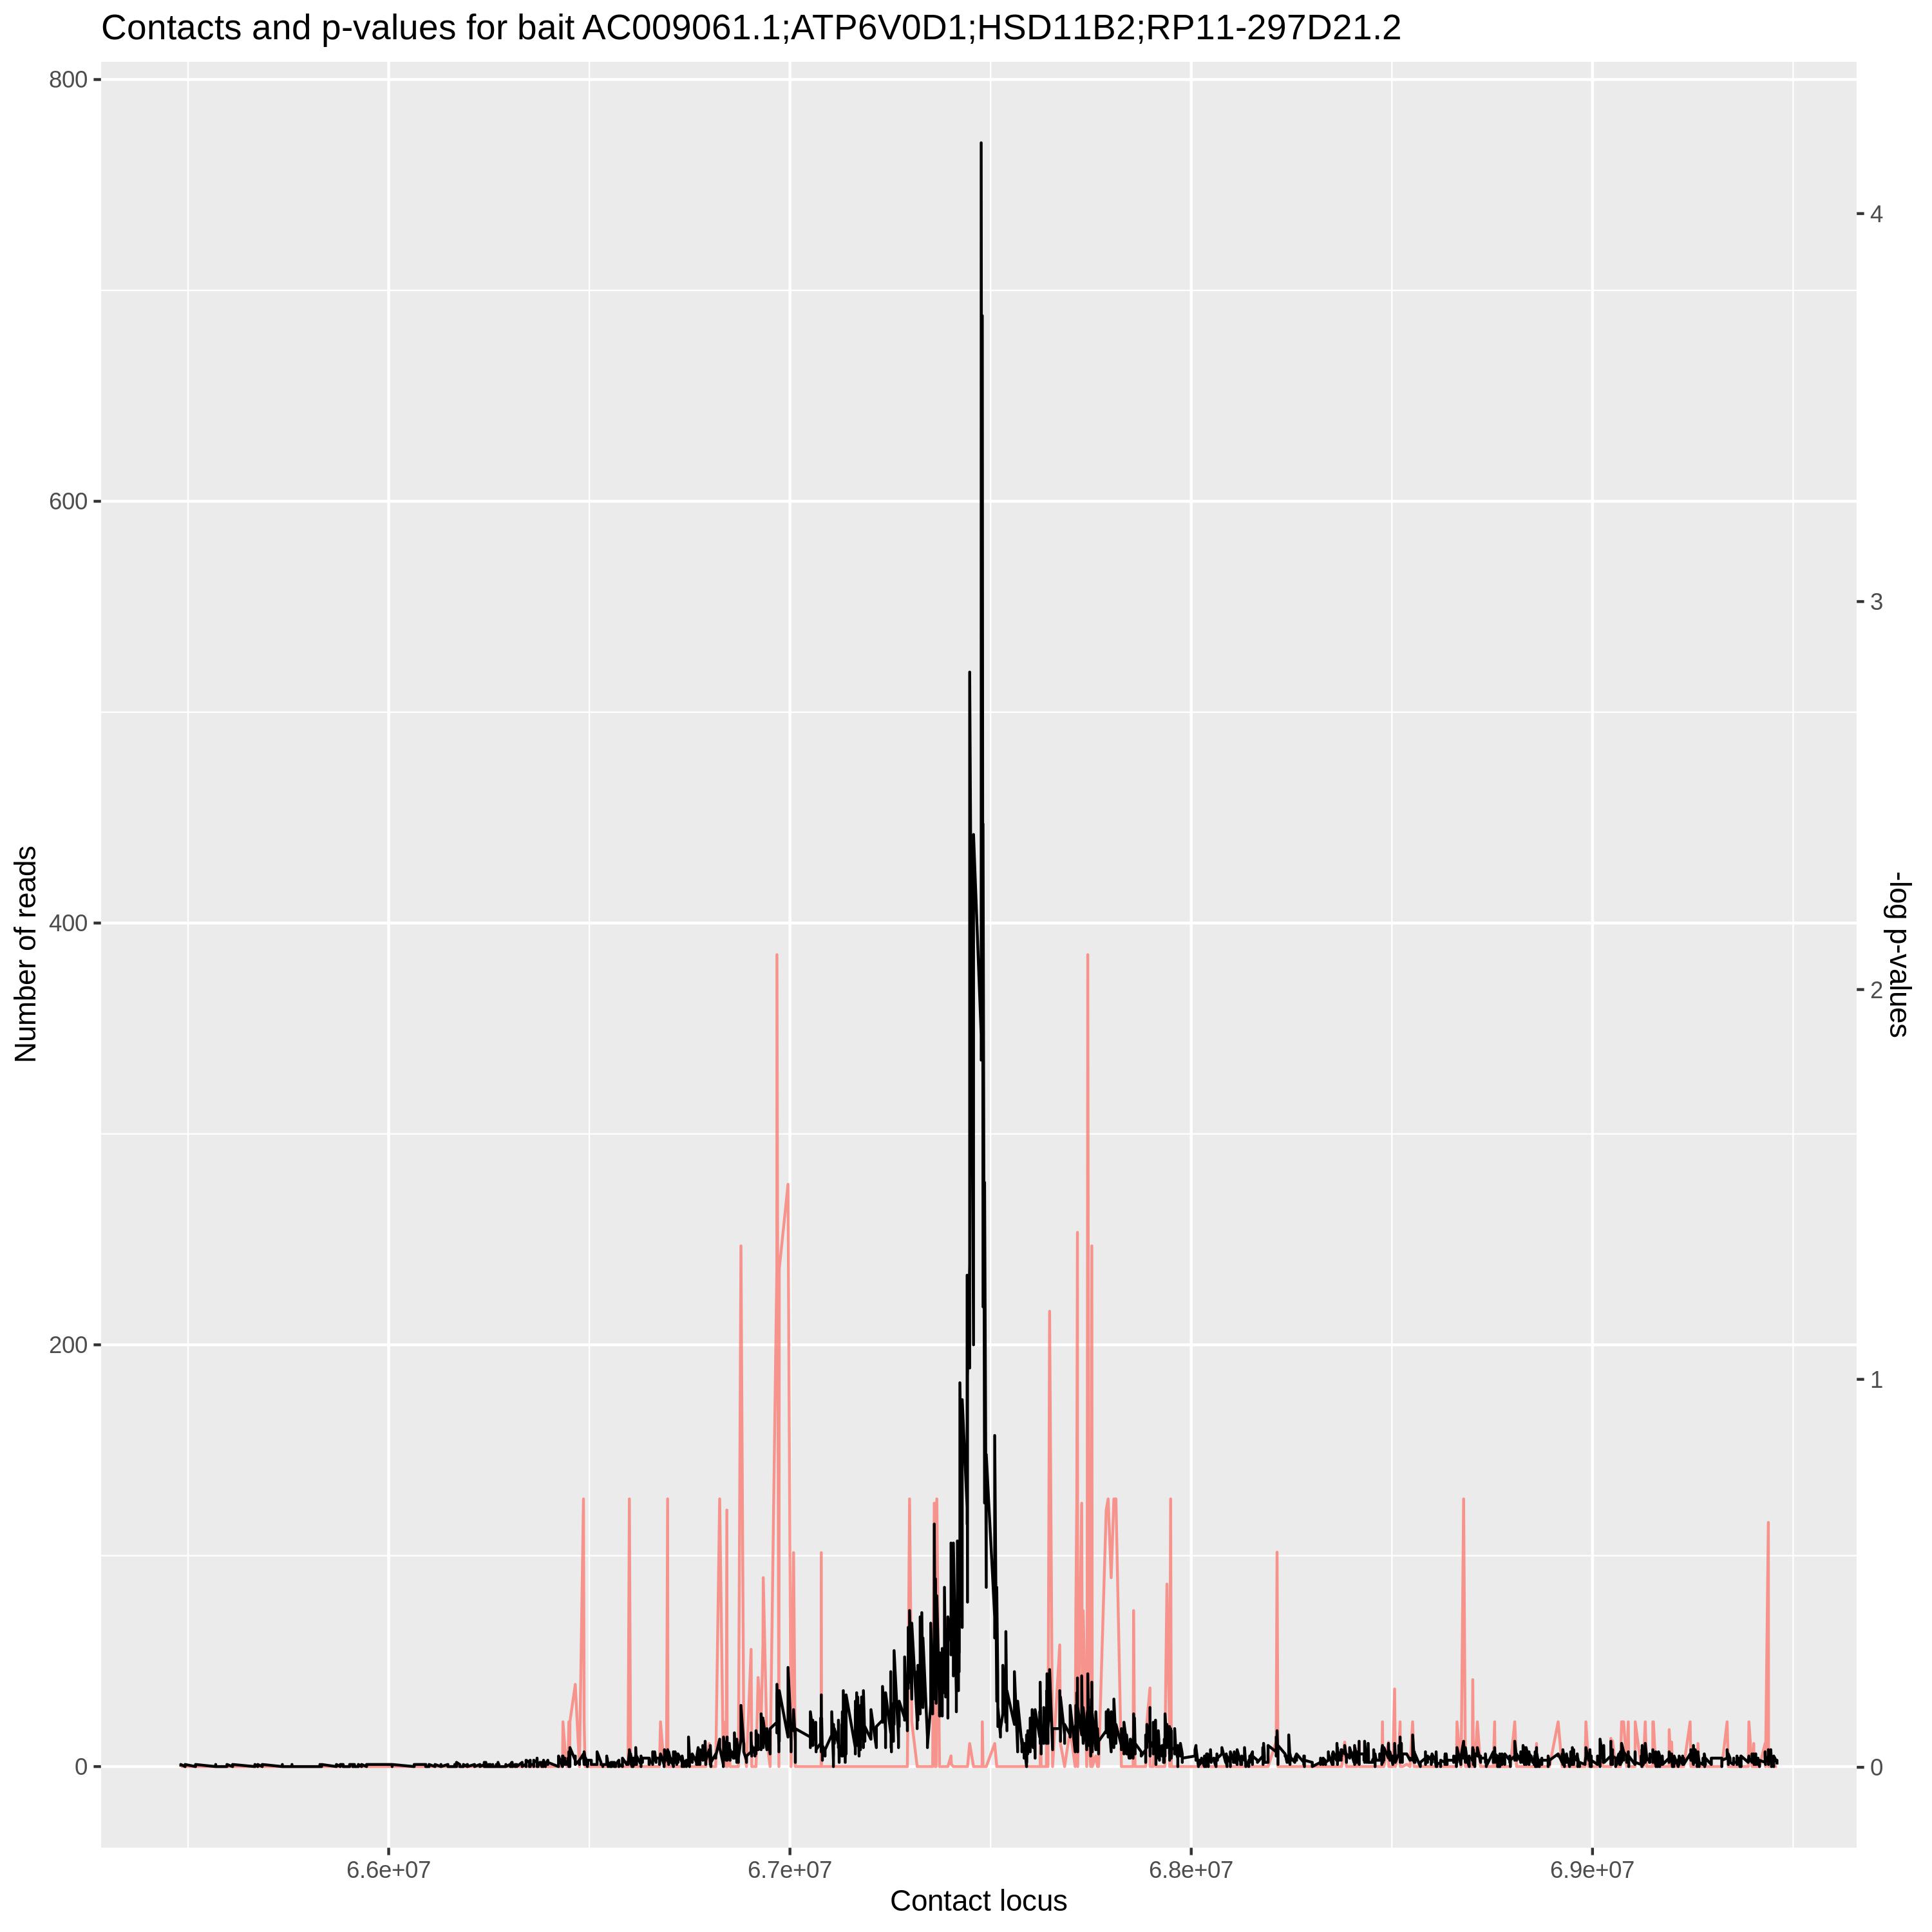 Contacts and p-values for bait AC009061.1;ATP6V0D1;HSD11B2;RP11-297D21.2
800
600
400
200
0
Number of reads
4
3
2
1
0
-log p-values
6.6e+07
6.7e+07
6.8e+07
6.9e+07
Contact locus